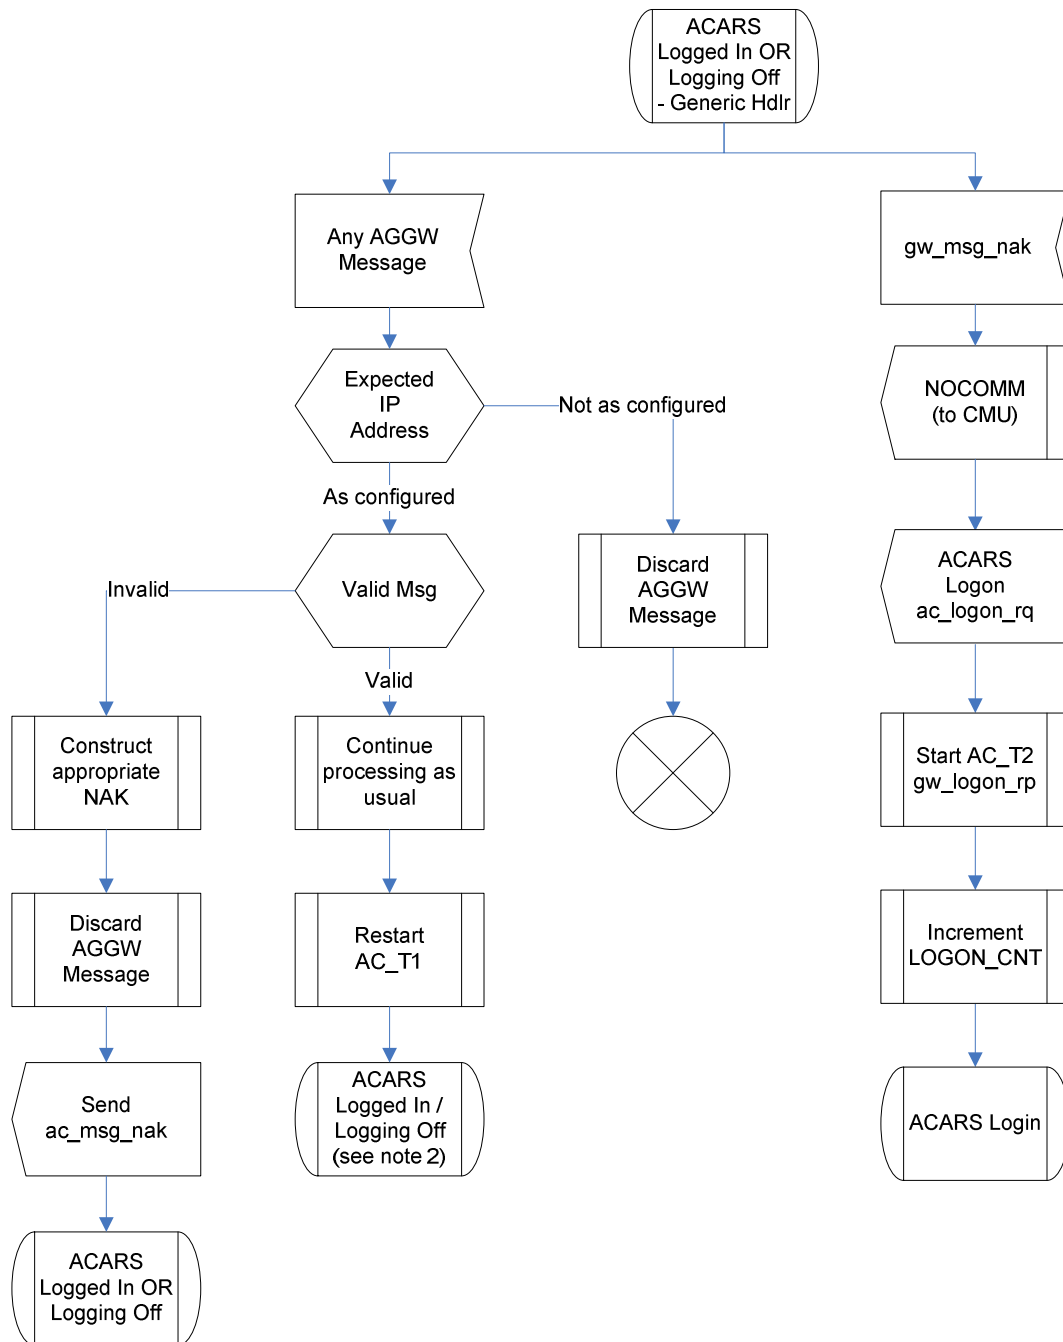 ACARS
Logged In OR
Logging Off
- Generic Hdlr
Any AGGW
Message
gw_msg_nak
Expected
IP
Address
Not as configured
NOCOMM
(to CMU)
As configured
Invalid
Valid Msg
Discard
AGGW
Message
ACARS
Logon
ac_logon_rq
Valid
Construct
appropriate
NAK
Continue
processing as
usual
Start AC_T2
gw_logon_rp
Discard
AGGW
Message
Restart
AC_T1
Increment
LOGON_CNT
Send
ac_msg_nak
ACARS
Logged In /
Logging Off
(see note 2)
ACARS Login
ACARS
Logged In OR
Logging Off